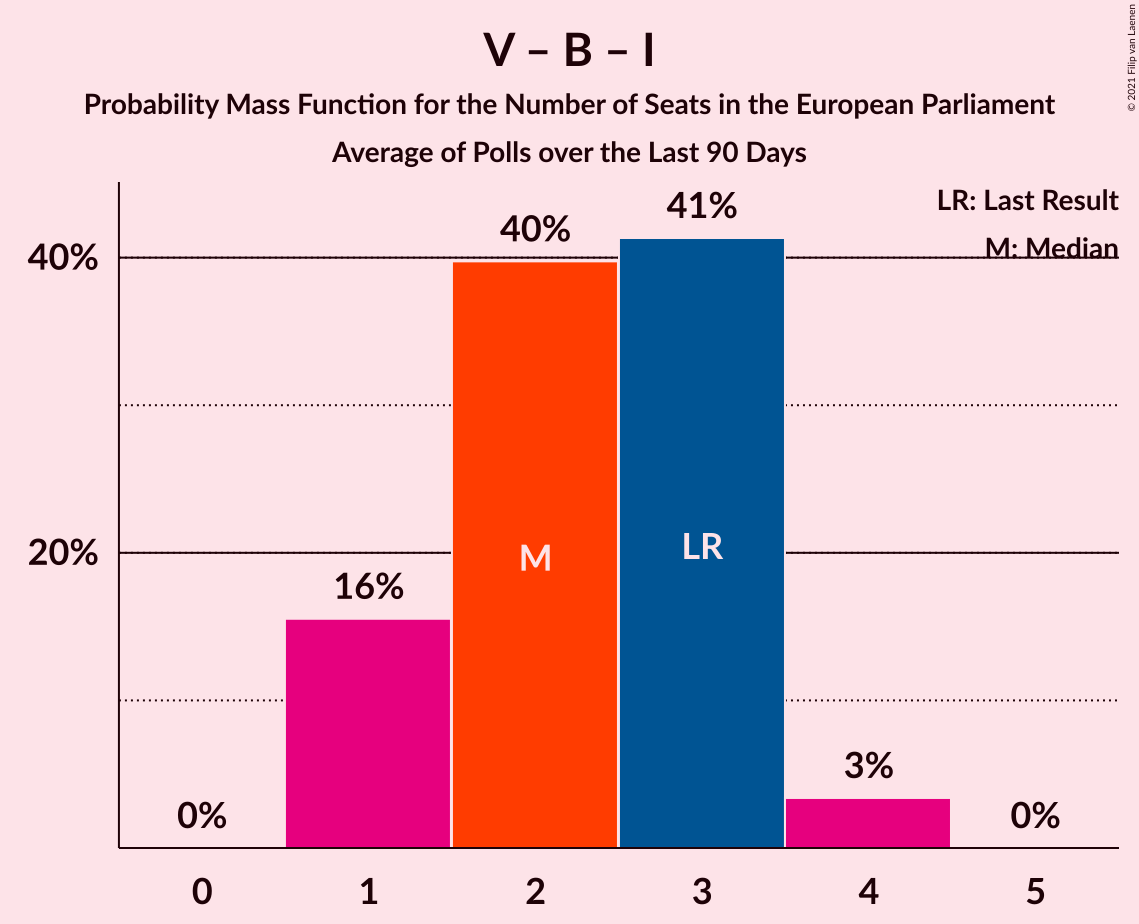 V – B – I
Probability Mass Function for the Number of Seats in the European Parliament
Average of Polls over the Last 90 Days
© 2021 Filip van Laenen
LR: Last Result
M: Median
40%
20%
0%
16%
40%
41%
3%
0%
M
LR
0 1 2 3 4 5